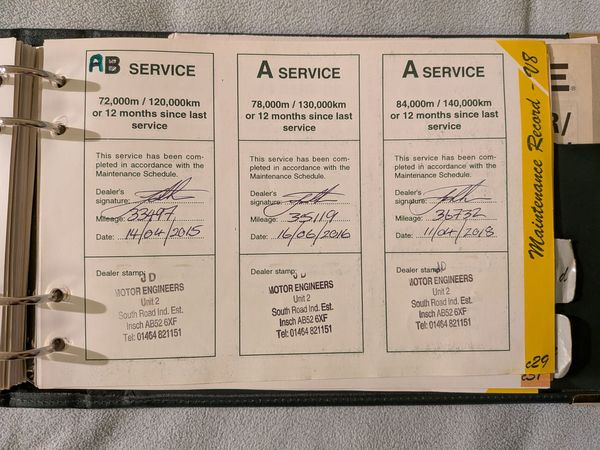 AB SERVICE
72,000m / 120,000km
or 12 months since last
service
This service has been com-
pleted in accordance with the
Maintenance Schedule.
Dealer's
signature:
Mileage: 33497
Date: 14/04/2015
Dealer stamp:
JD
MOTOR ENGINEERS
Unit 2
South Road Ind. Est.
Insch AB52 6XF
Tel: 01464 821151
A SERVICE
78,000m / 130,000km
or 12 months since last
service
This service has been com-
pleted in accordance with the
Maintenance Schedule.
Dealer's
signature:
Mileage: 35119
Date: 16/06/2016
Dealer stamp:
JD
MOTOR ENGINEERS
Unit 2
South Road Ind. Est.
Insch AB52 6XF
Tel: 01464 821151
A SERVICE
84,000m / 140,000km
or 12 months since last
service
This service has been com-
pleted in accordance with the
Maintenance Schedule.
Dealer's
signature:
Mileage: 36732
Date: 11/04/2018
Dealer stamp:
JD
MOTOR ENGINEERS
Unit 2
South Road Ind. Est.
Insch AB52 6XF
Tel: 01464 821151
Maintenance Record - V8
c29
c31